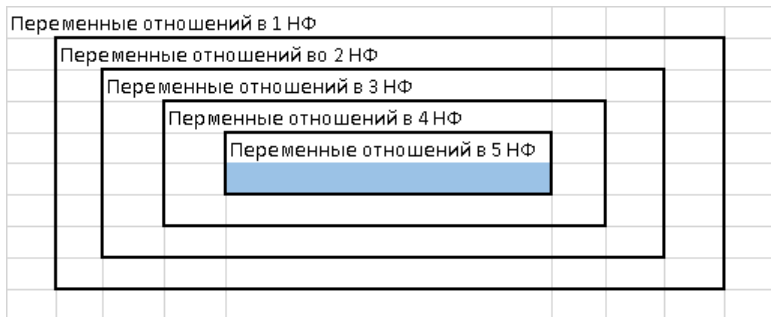 Переменные отношений в 1 НФ
Переменные отношений во 2 НФ
Переменные отношений в 3 НФ
Перменные отношений в 4 НФ
Переменные отношений в 5 НФ